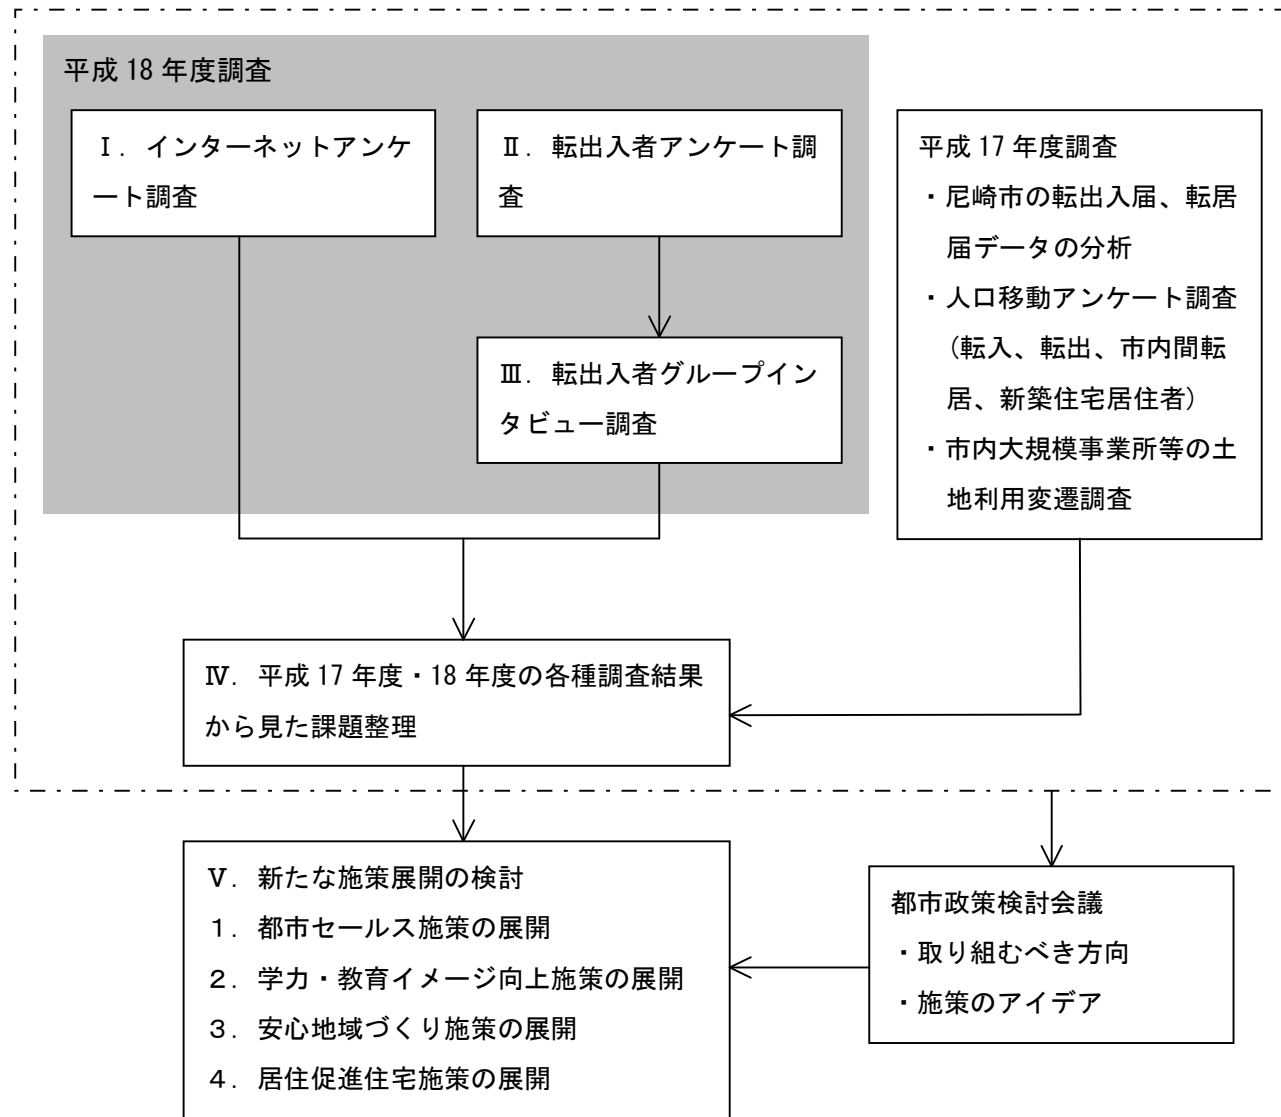 平成 18 年度調査
Ⅰ．インターネットアンケ
ート調査
Ⅱ．転出入者アンケート調
査
Ⅲ．転出入者グループイン
タビュー調査
平成 17 年度調査
・尼崎市の転出入届、転居
届データの分析
・人口移動アンケート調査
（転入、転出、市内間転
居、新築住宅居住者）
・市内大規模事業所等の土
地利用変遷調査
Ⅳ．平成 17 年度・18 年度の各種調査結果
から見た課題整理
Ⅴ．新たな施策展開の検討
１．都市セールス施策の展開
２．学力・教育イメージ向上施策の展開
３．安心地域づくり施策の展開
４．居住促進住宅施策の展開
都市政策検討会議
・取り組むべき方向
・施策のアイデア